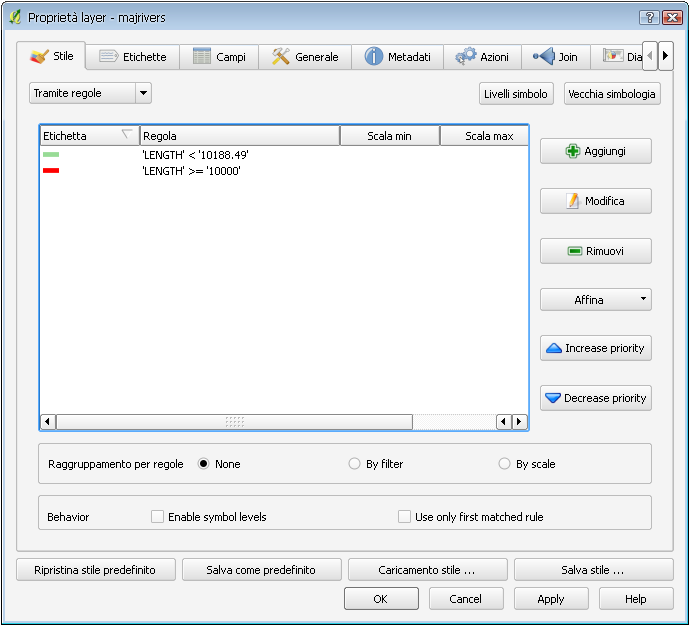 Proprietà layer - majrivers
Stile Etichette Campi Generale Metadati Azioni Join Dia
Tramite regole Livelli simbolo Vecchia simbologia
Etichetta Regola Scala min Scala max
'LENGTH' < '10188.49'
'LENGTH' >= '10000'
Aggiungi
Modifica
Rimuovi
Affina
Increase priority
Decrease priority
Raggruppamento per regole None By filter By scale
Behavior Enable symbol levels Use only first matched rule
Ripristina stile predefinito Salva come predefinito Caricamento stile ... Salva stile ...
OK Cancel Apply Help